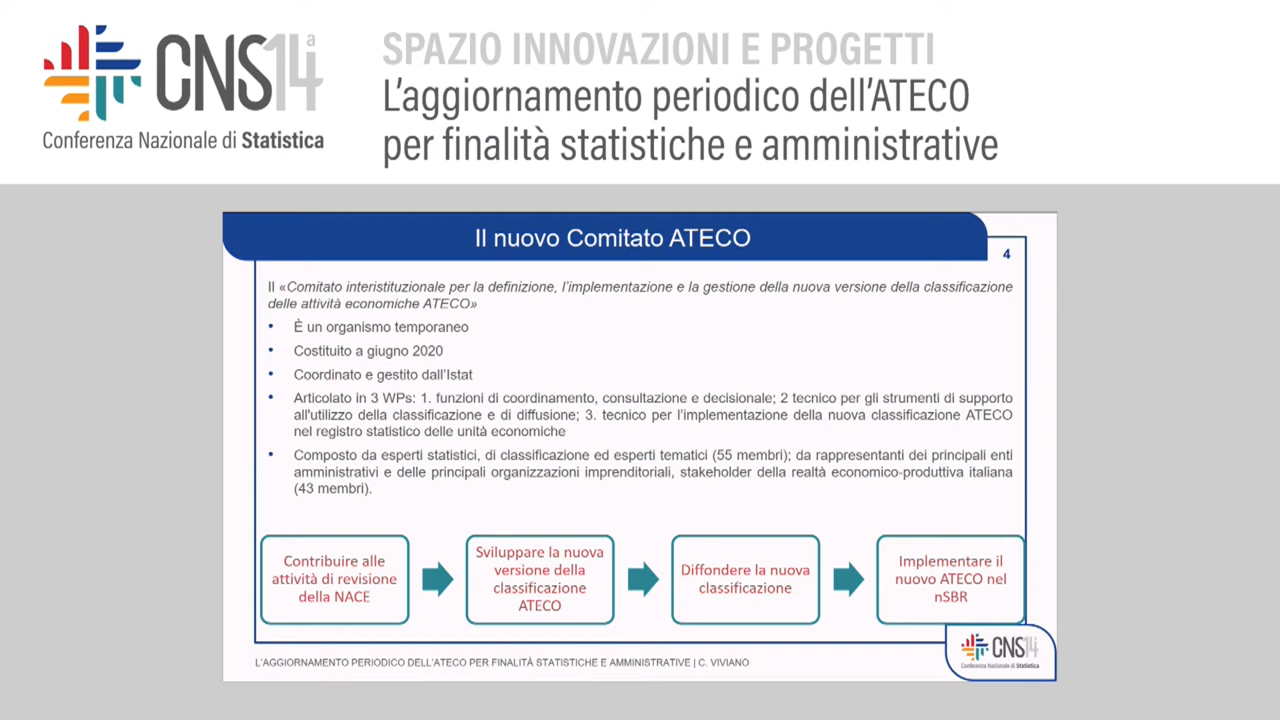 CNS14ª
Conferenza Nazionale di Statistica
SPAZIO INNOVAZIONI E PROGETTI
L'aggiornamento periodico dell'ATECO
per finalità statistiche e amministrative
Il nuovo Comitato ATECO
4
Il «Comitato interistituzionale per la definizione, l'implementazione e la gestione della nuova versione della classificazione
delle attività economiche ATECO»
• È un organismo temporaneo
• Costituito a giugno 2020
• Coordinato e gestito dall'Istat
• Articolato in 3 WPs: 1. funzioni di coordinamento, consultazione e decisionale; 2 tecnico per gli strumenti di supporto
all'utilizzo della classificazione e di diffusione; 3. tecnico per l'implementazione della nuova classificazione ATECO
nel registro statistico delle unità economiche
• Composto da esperti statistici, di classificazione ed esperti tematici (55 membri); da rappresentanti dei principali enti
amministrativi e delle principali organizzazioni imprenditoriali, stakeholder della realtà economico-produttiva italiana
(43 membri).
Contribuire alle
attività di revisione
della NACE
Sviluppare la nuova
versione della
classificazione
ATECO
Diffondere la nuova
classificazione
Implementare il
nuovo ATECO nel
nSBR
L'AGGIORNAMENTO PERIODICO DELL'ATECO PER FINALITÀ STATISTICHE E AMMINISTRATIVE | C. VIVIANO
CNS14ª
Conferenza Nazionale di Statistica